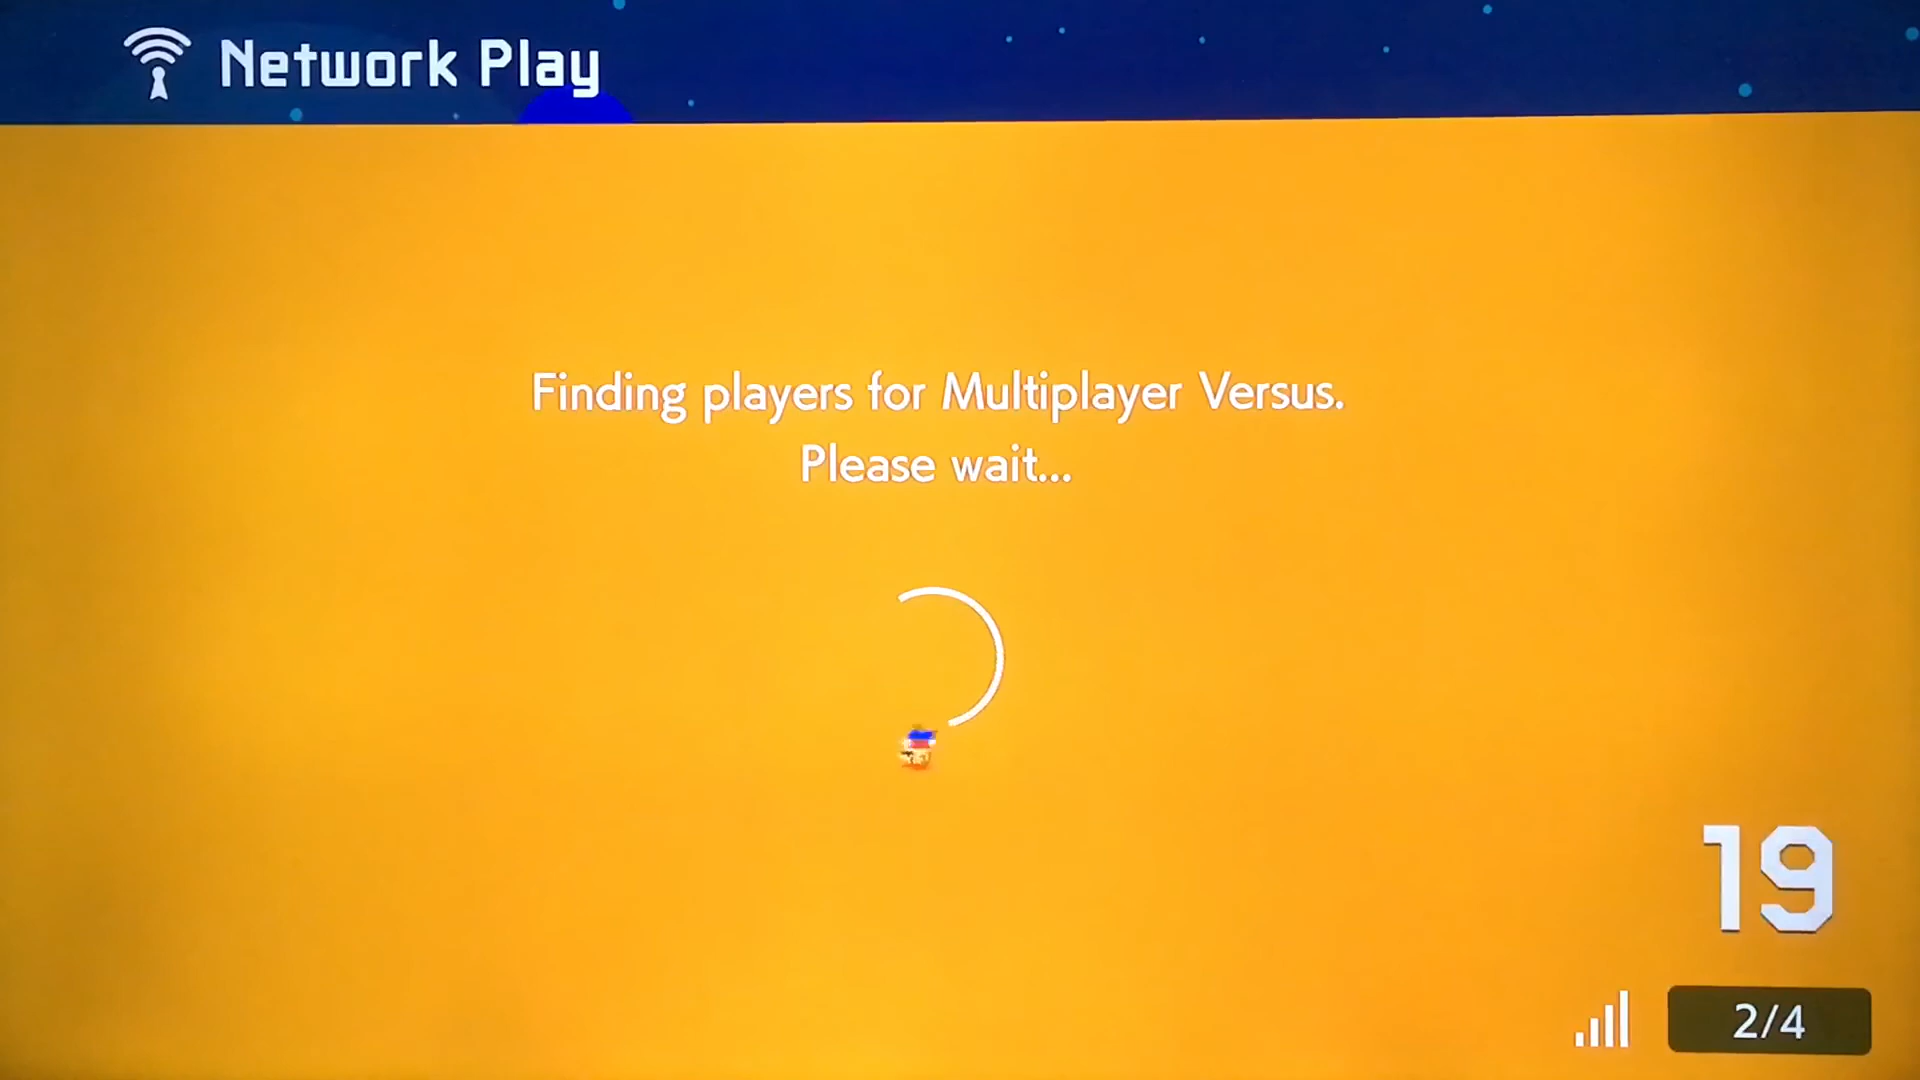 Network Play
Finding players for Multiplayer Versus.
Please wait...
19
2/4